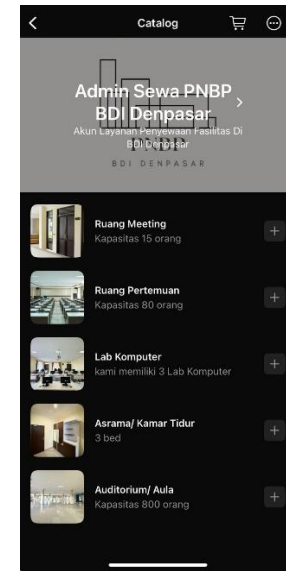 Catalog
Admin Sewa PNBP
BDI Denpasar
Akun Layanan Penyewaan Fasilitas Di
BDI Denpasar
PNBP
BDI DENPASAR
Ruang Meeting
Kapasitas 15 orang
Ruang Pertemuan
Kapasitas 80 orang
Lab Komputer
kami memiliki 3 Lab Komputer
Asrama/ Kamar Tidur
3 bed
Auditorium/ Aula
Kapasitas 800 orang